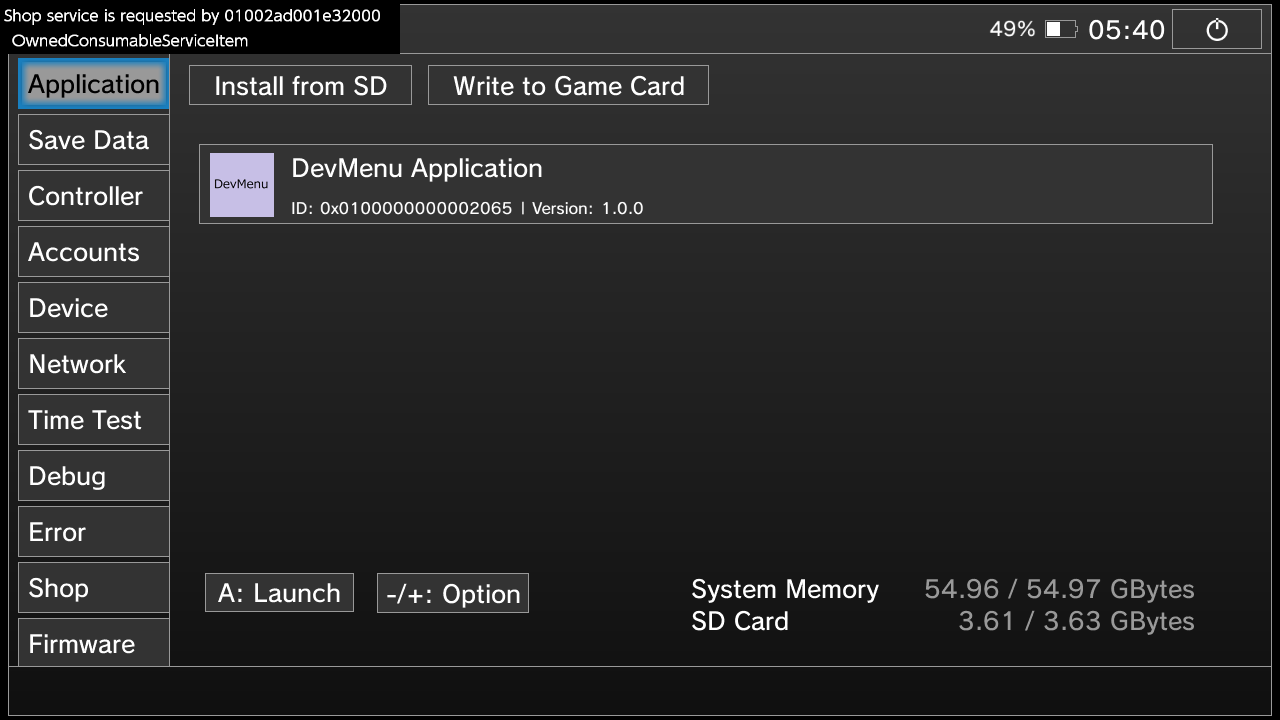 Shop service is requested by 01002ad001e32000
OwnedConsumableServiceItem
49%
05:40
Application
Install from SD
Write to Game Card
Save Data
Controller
Accounts
Device
Network
Time Test
Debug
Error
Shop
Firmware
DevMenu
DevMenu Application
ID: 0x0100000000002065 | Version: 1.0.0
A: Launch
-/+: Option
System Memory 54.96 / 54.97 GBytes
SD Card 3.61 / 3.63 GBytes